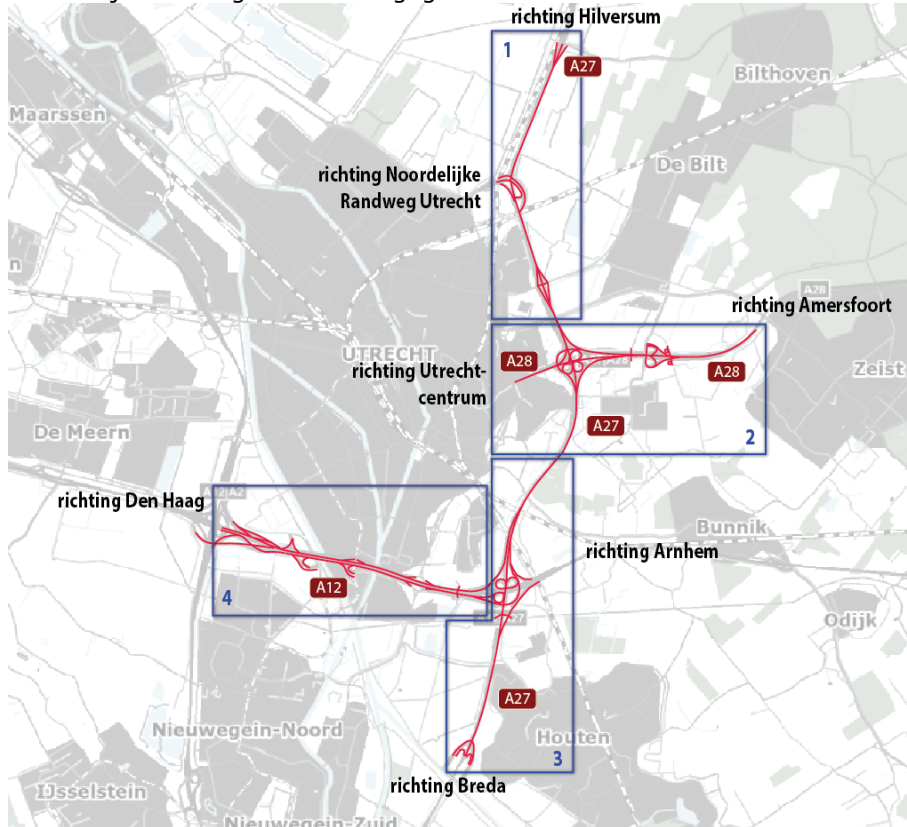 richting Hilversum
1
A27
Bilthoven
Maarssen
De Bilt
richting Noordelijke
Randweg Utrecht
n
A28
richting Amersfoort
UTRECHT
A28
richting Utrecht-
centrum
A28
Zeist
De Meern
A27
2
richting Den Haag
A12 A2
Bunnik
richting Arnhem
A12
4
Odijk
A27
Nieuwegein-Noord
Houten
3
richting Breda
IJsselstein
Nieuwegein-Zuid